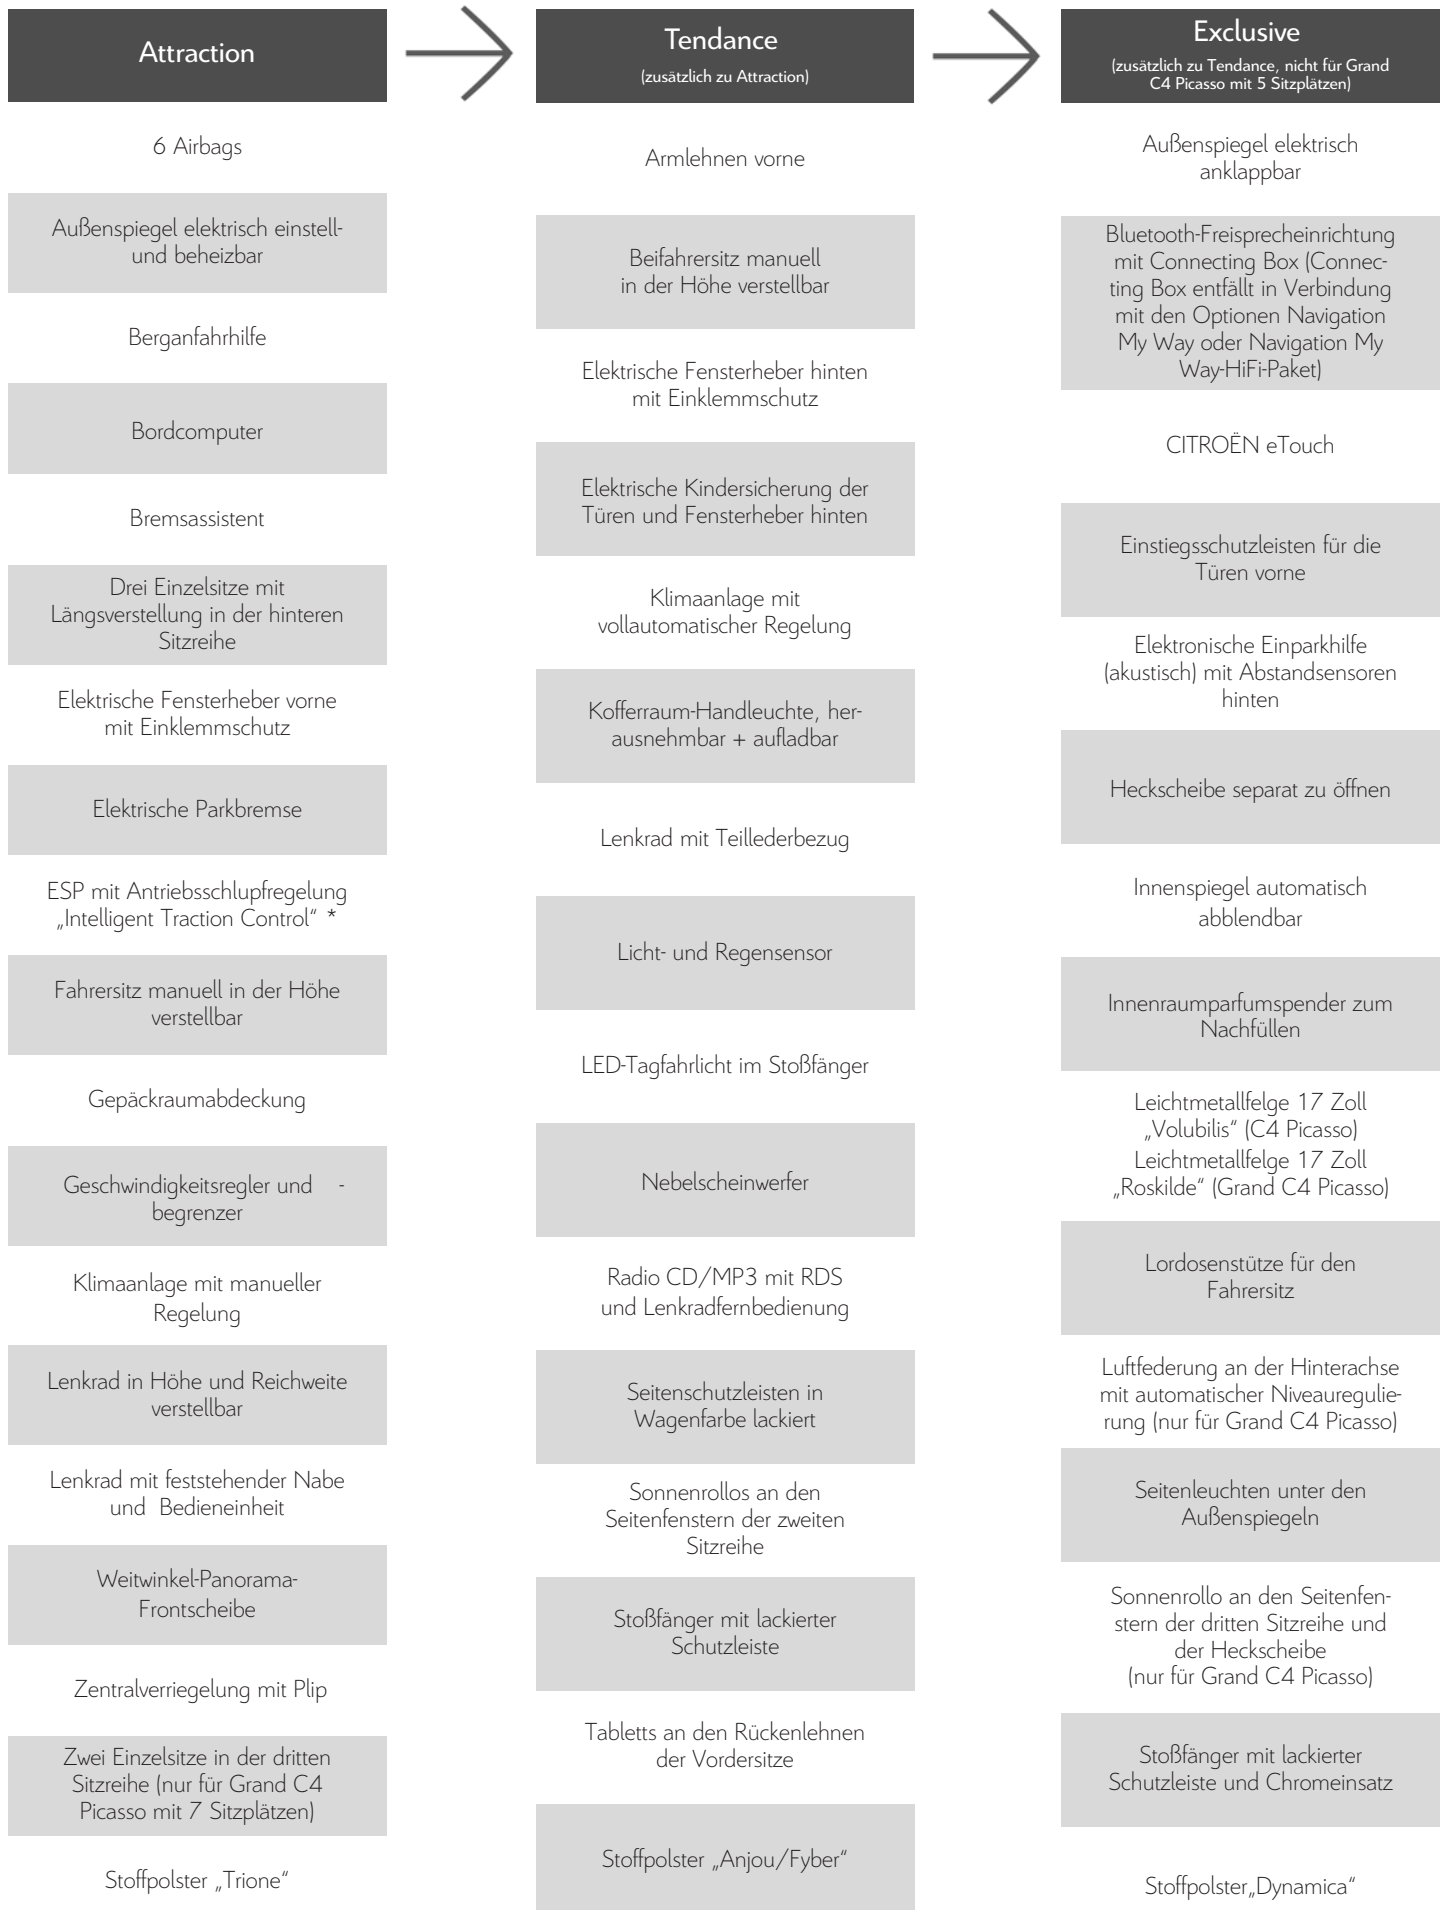 Attraction
6 Airbags
Außenspiegel elektrisch einstell-
und beheizbar
Berganfahrhilfe
Bordcomputer
Bremsassistent
Drei Einzelsitze mit
Längsverstellung in der hinteren
Sitzreihe
Elektrische Fensterheber vorne
mit Einklemmschutz
Elektrische Parkbremse
ESP mit Antriebsschlupfregelung
„Intelligent Traction Control“ *
Fahrersitz manuell in der Höhe
verstellbar
Gepäckraumabdeckung
Geschwindigkeitsregler und -
begrenzer
Klimaanlage mit manueller
Regelung
Lenkrad in Höhe und Reichweite
verstellbar
Lenkrad mit feststehender Nabe
und Bedieneinheit
Weitwinkel-Panorama-
Frontscheibe
Zentralverriegelung mit Plip
Zwei Einzelsitze in der dritten
Sitzreihe (nur für Grand C4
Picasso mit 7 Sitzplätzen)
Stoffpolster „Trione“
Tendance
(zusätzlich zu Attraction)
Armlehnen vorne
Beifahrersitz manuell
in der Höhe verstellbar
Elektrische Fensterheber hinten
mit Einklemmschutz
Elektrische Kindersicherung der
Türen und Fensterheber hinten
Klimaanlage mit
vollautomatischer Regelung
Kofferraum-Handleuchte, her-
ausnehmbar + aufladbar
Lenkrad mit Teillederbezug
Licht- und Regensensor
LED-Tagfahrlicht im Stoßfänger
Nebelscheinwerfer
Radio CD/MP3 mit RDS
und Lenkradfernbedienung
Seitenschutzleisten in
Wagenfarbe lackiert
Sonnenrollos an den
Seitenfenstern der zweiten
Sitzreihe
Stoßfänger mit lackierter
Schutzleiste
Tabletts an den Rückenlehnen
der Vordersitze
Stoffpolster „Anjou/Fyber“
Exclusive
(zusätzlich zu Tendance, nicht für Grand
C4 Picasso mit 5 Sitzplätzen)
Außenspiegel elektrisch
anklappbar
Bluetooth-Freisprecheinrichtung
mit Connecting Box (Connec-
ting Box entfällt in Verbindung
mit den Optionen Navigation
My Way oder Navigation My
Way-HiFi-Paket)
CITROËN eTouch
Einstiegsschutzleisten für die
Türen vorne
Elektronische Einparkhilfe
(akustisch) mit Abstandsensoren
hinten
Heckscheibe separat zu öffnen
Innenspiegel automatisch
abblendbar
Innenraumparfumspender zum
Nachfüllen
Leichtmetallfelge 17 Zoll
„Volubilis“ (C4 Picasso)
Leichtmetallfelge 17 Zoll
„Roskilde“ (Grand C4 Picasso)
Lordosenstütze für den
Fahrersitz
Luftfederung an der Hinterachse
mit automatischer Niveauregulie-
rung (nur für Grand C4 Picasso)
Seitenleuchten unter den
Außenspiegeln
Sonnenrollo an den Seitenfen-
stern der dritten Sitzreihe und
der Heckscheibe
(nur für Grand C4 Picasso)
Stoßfänger mit lackierter
Schutzleiste und Chromeinsatz
Stoffpolster„Dynamica“